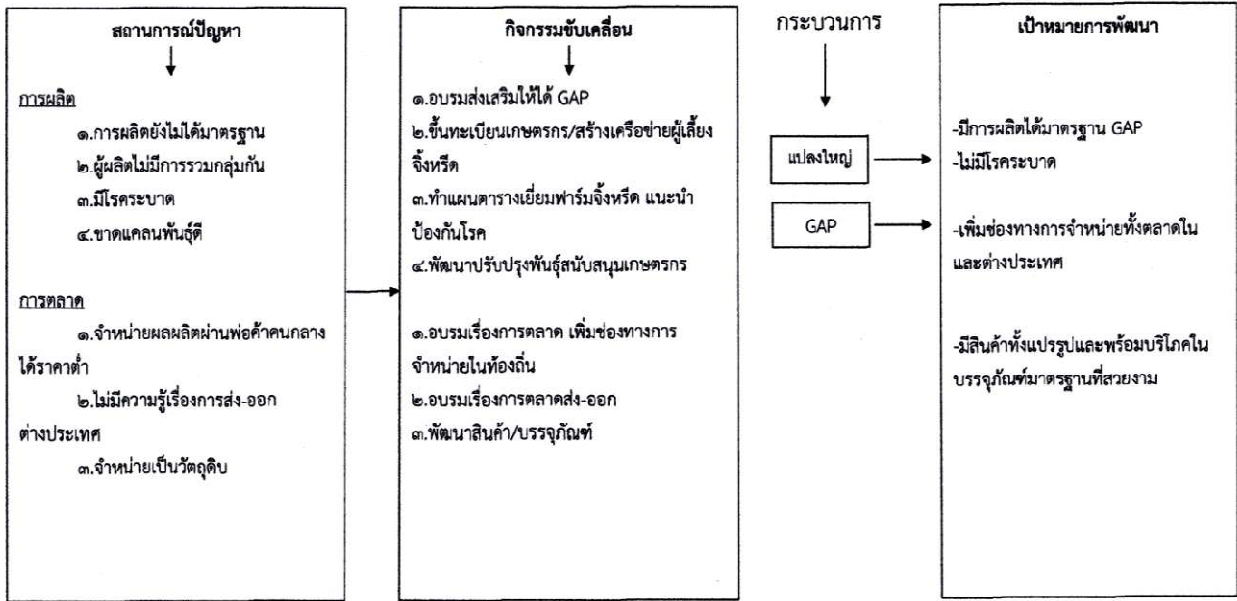 สถานการณ์ปัญหา
การผลิต
๑.การผลิตยังไม่ได้มาตรฐาน
๒.ผู้ผลิตไม่มีการรวมกลุ่มกัน
๓.มีโรคระบาด
๔.ขาดแคลนพันธุ์ดี
การตลาด
๑.จำหน่ายผลผลิตผ่านพ่อค้าคนกลาง
ได้ราคาต่ำ
๒.ไม่มีความรู้เรื่องการส่ง-ออก
ต่างประเทศ
๓.จำหน่ายเป็นวัตถุดิบ
กิจกรรมขับเคลื่อน
๑.อบรมส่งเสริมให้ได้ GAP
๒.ขึ้นทะเบียนเกษตรกร/สร้างเครือข่ายผู้เลี้ยง
จิ้งหรีด
๓.ทำแผนตารางเยี่ยมฟาร์มจิ้งหรีด แนะนำ
ป้องกันโรค
๔.พัฒนาปรับปรุงพันธุ์สนับสนุนเกษตรกร
๑.อบรมเรื่องการตลาด เพิ่มช่องทางการ
จำหน่ายในท้องถิ่น
๒.อบรมเรื่องการตลาดส่ง-ออก
๓.พัฒนาสินค้า/บรรจุภัณฑ์
กระบวนการ
แปลงใหญ่
GAP
เป้าหมายการพัฒนา
-มีการผลิตได้มาตรฐาน GAP
-ไม่มีโรคระบาด
-เพิ่มช่องทางการจำหน่ายทั้งตลาดใน
และต่างประเทศ
-มีสินค้าทั้งแปรรูปและพร้อมบริโภคใน
บรรจุภัณฑ์มาตรฐานที่สวยงาม